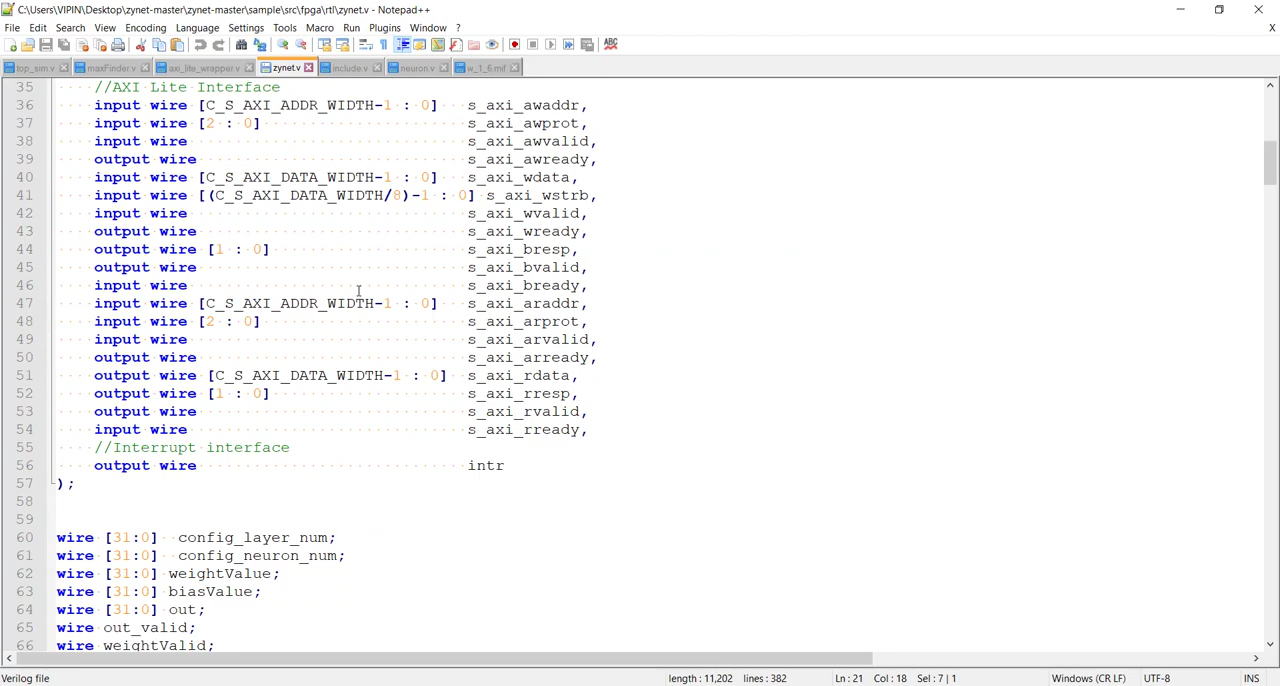 C:\Users\VIPIN\Desktop\zynet-master\zynet-master\sample\src\fpga\rtl\zynet.v - Notepad++
File Edit Search View Encoding Language Settings Tools Macro Run Plugins Window ? X
top_sim.v maxFinder.v axi_lite_wrapper.v zynet.v include.v neuron.v w_1_6.mif
35 //AXI Lite Interface
36 input wire [C_S_AXI_ADDR_WIDTH-1 : 0] s_axi_awaddr,
37 input wire [2 : 0] s_axi_awprot,
38 input wire s_axi_awvalid,
39 output wire s_axi_awready,
40 input wire [C_S_AXI_DATA_WIDTH-1 : 0] s_axi_wdata,
41 input wire [(C_S_AXI_DATA_WIDTH/8)-1 : 0] s_axi_wstrb,
42 input wire s_axi_wvalid,
43 output wire s_axi_wready,
44 output wire [1 : 0] s_axi_bresp,
45 output wire s_axi_bvalid,
46 input wire s_axi_bready,
47 input wire [C_S_AXI_ADDR_WIDTH-1 : 0] s_axi_araddr,
48 input wire [2 : 0] s_axi_arprot,
49 input wire s_axi_arvalid,
50 output wire s_axi_arready,
51 output wire [C_S_AXI_DATA_WIDTH-1 : 0] s_axi_rdata,
52 output wire [1 : 0] s_axi_rresp,
53 output wire s_axi_rvalid,
54 input wire s_axi_rready,
55 //Interrupt interface
56 output wire intr
57 );
58
59
60 wire [31:0] config_layer_num;
61 wire [31:0] config_neuron_num;
62 wire [31:0] weightValue;
63 wire [31:0] biasValue;
64 wire [31:0] out;
65 wire out_valid;
66 wire weightValid;
Verilog file length : 11,202 lines : 382 Ln : 21 Col : 18 Sel : 7 | 1 Windows (CR LF) UTF-8 INS